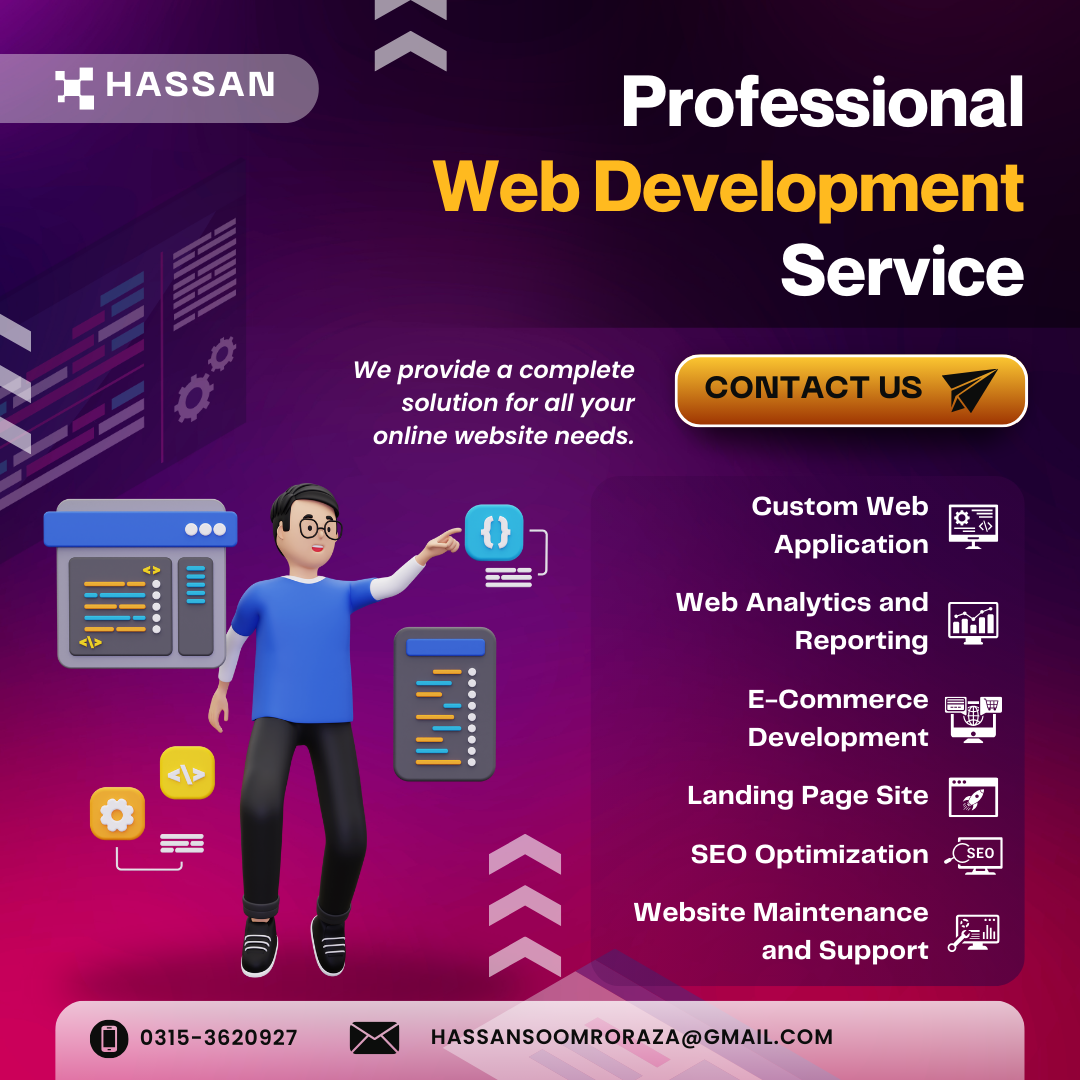 HASSAN
Professional
Web Development
Service
We provide a complete
solution for all your
online website needs.
CONTACT US
Custom Web
Application
Web Analytics and
Reporting
E-Commerce
Development
Landing Page Site
SEO Optimization
SEO
Website Maintenance
and Support
0315-3620927
HASSANSOOMRORAZA@GMAIL.COM